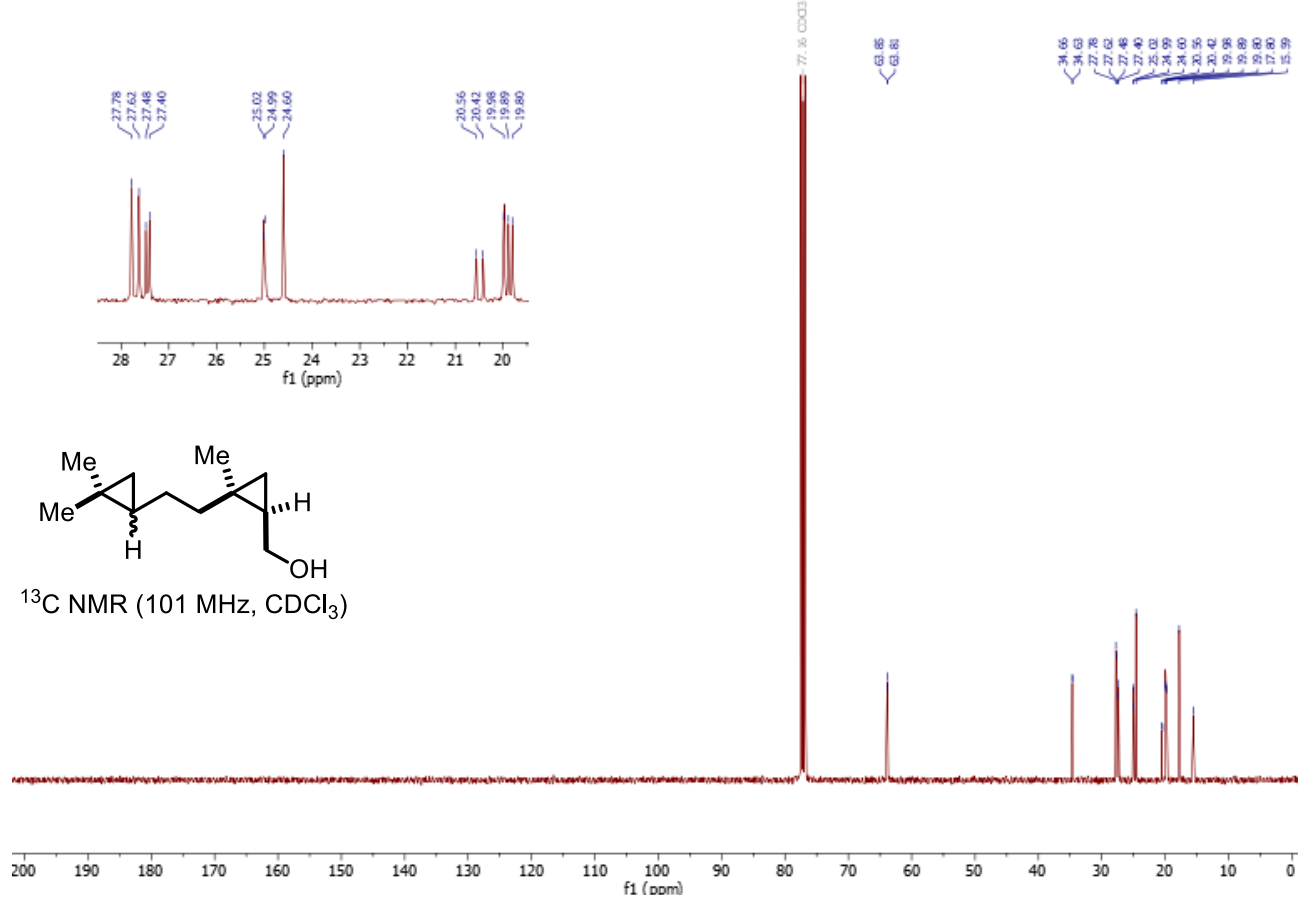 77.16 CDCl3
63.85
63.81
34.66
34.63
27.78
27.62
27.48
27.40
25.02
24.99
24.60
20.56
20.42
19.98
19.89
19.80
17.80
15.59
27.78
27.62
27.48
27.40
25.02
24.99
24.60
20.56
20.42
19.98
19.89
19.80
28 27 26 25 24 23 22 21 20
f1 (ppm)
Me
Me
Me
H
H
OH
¹³C NMR (101 MHz, CDCl₃)
200 190 180 170 160 150 140 130 120 110 100 90 80 70 60 50 40 30 20 10 0
f1 (ppm)